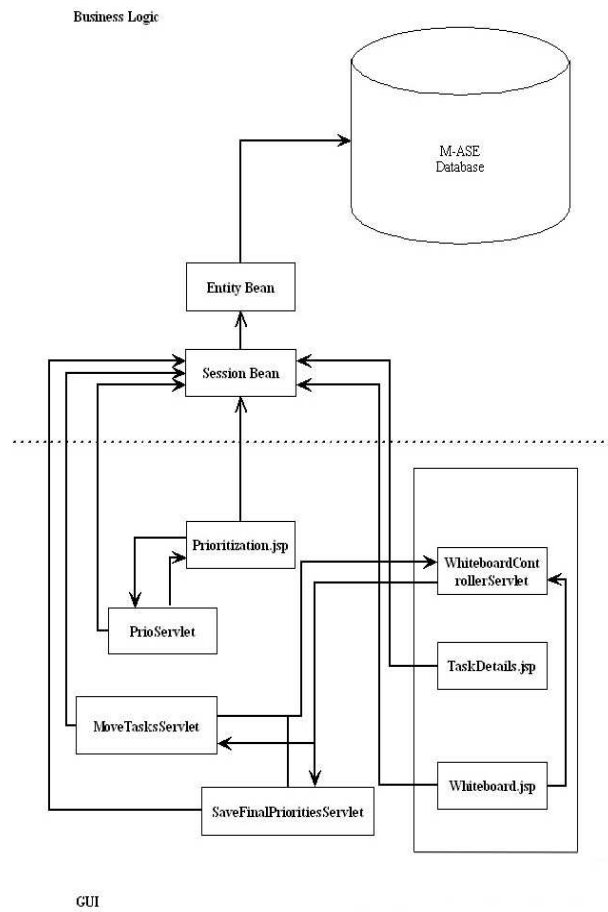 Business Logic
M-ASE
Database
Entity Bean
Session Bean
Prioritization.jsp
WhiteboardCont
rollerServlet
PrioServlet
TaskDetails.jsp
MoveTasksServlet
Whiteboard.jsp
SaveFinalPrioritiesServlet
GUI